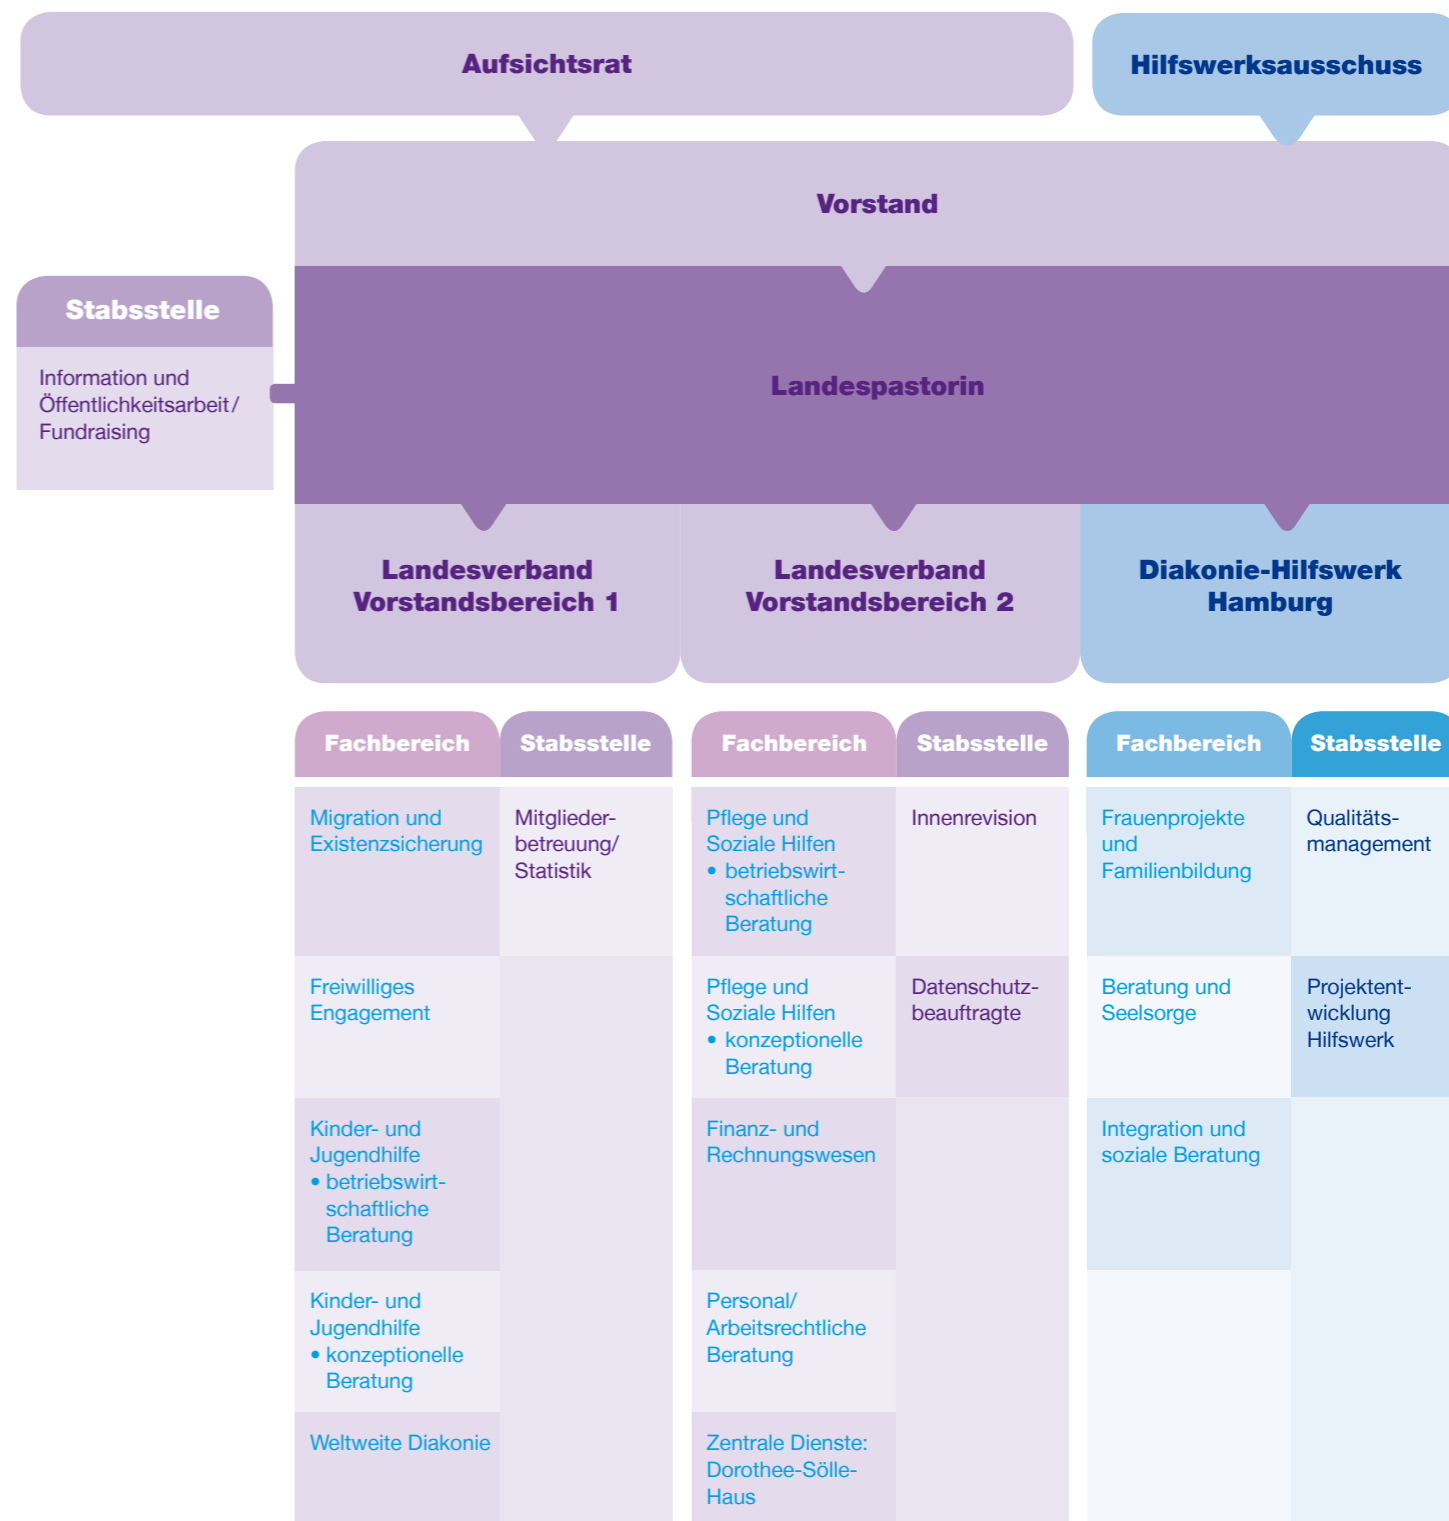 Aufsichtsrat
Hilfswerksausschuss
Vorstand
Stabsstelle
Information und
Öffentlichkeitsarbeit/
Fundraising
Landespastorin
Landesverband
Vorstandsbereich 1
Landesverband
Vorstandsbereich 2
Diakonie-Hilfswerk
Hamburg
Fachbereich
Migration und
Existenzsicherung
Freiwilliges
Engagement
Kinder- und
Jugendhilfe
• betriebswirt-
schaftliche
Beratung
Kinder- und
Jugendhilfe
• konzeptionelle
Beratung
Weltweite Diakonie
Stabsstelle
Mitglieder-
betreuung/
Statistik
Fachbereich
Pflege und
Soziale Hilfen
• betriebswirt-
schaftliche
Beratung
Pflege und
Soziale Hilfen
• konzeptionelle
Beratung
Finanz- und
Rechnungswesen
Personal/
Arbeitsrechtliche
Beratung
Zentrale Dienste:
Dorothee-Sölle-
Haus
Stabsstelle
Innenrevision
Datenschutz-
beauftragte
Fachbereich
Frauenprojekte
und
Familienbildung
Beratung und
Seelsorge
Integration und
soziale Beratung
Stabsstelle
Qualitäts-
management
Projektent-
wicklung
Hilfswerk